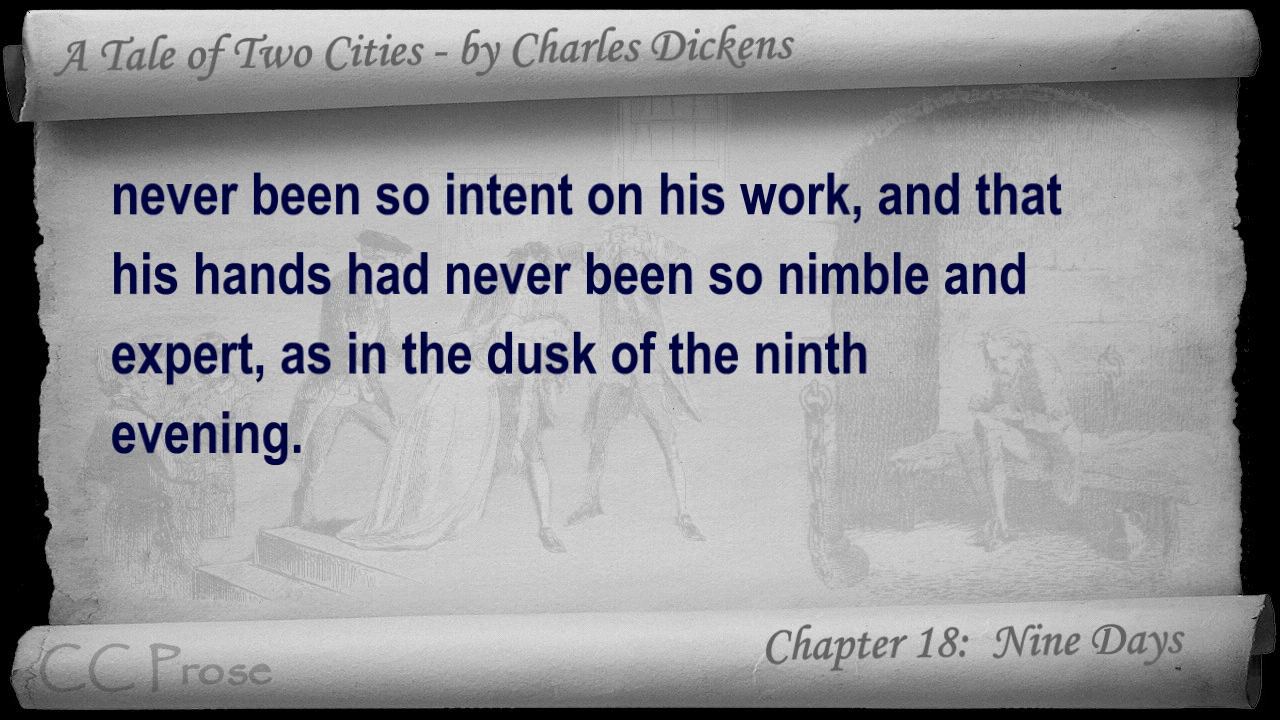 A Tale of Two Cities - by Charles Dickens
never been so intent on his work, and that
his hands had never been so nimble and
expert, as in the dusk of the ninth
evening.
CC Prose
Chapter 18: Nine Days